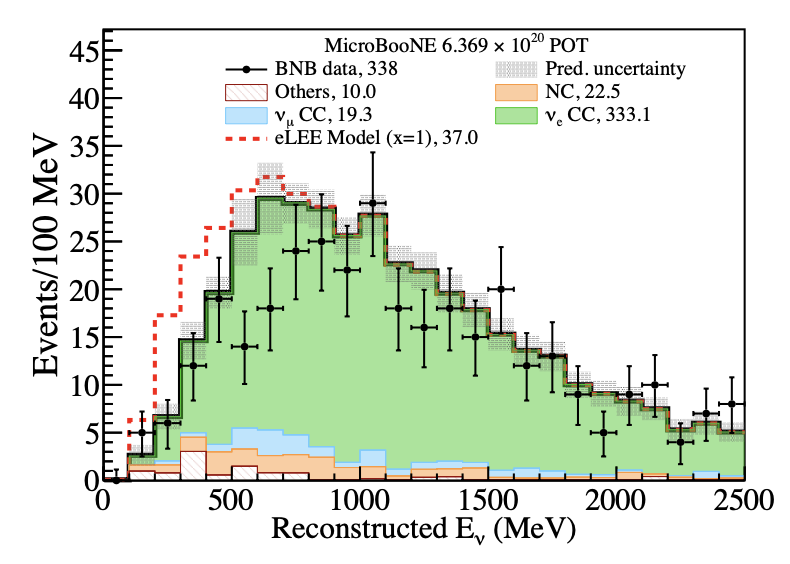 MicroBooNE 6.369 × 10²⁰ POT
BNB data, 338
Pred. uncertainty
Others, 10.0
NC, 22.5
νμ CC, 19.3
νe CC, 333.1
eLEE Model (x=1), 37.0
Events/100 MeV
45
40
35
30
25
20
15
10
5
0
0 500 1000 1500 2000 2500
Reconstructed Eν (MeV)